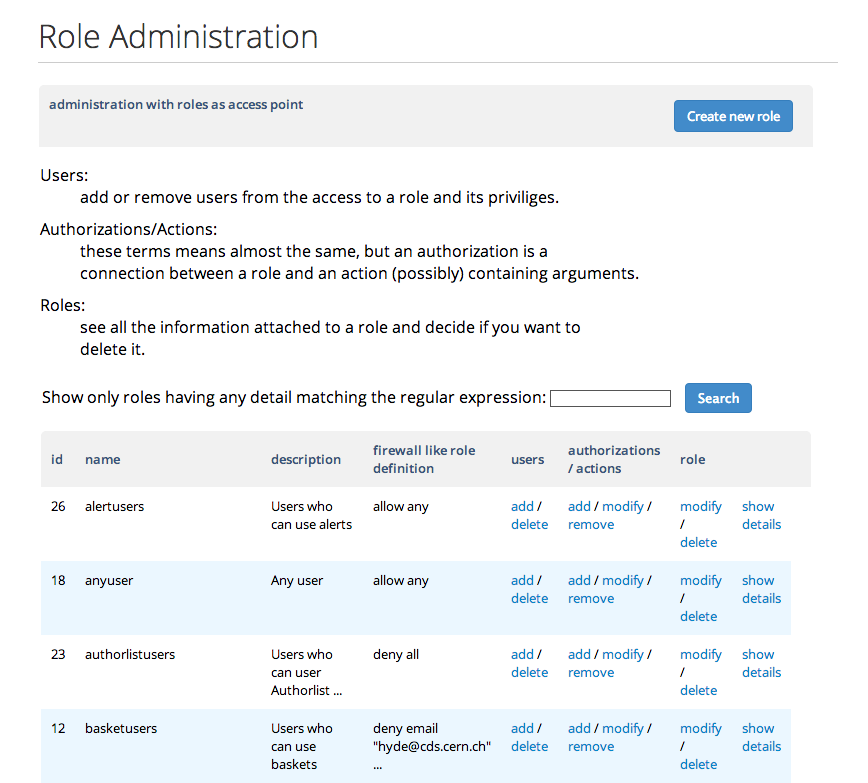 Role Administration
administration with roles as access point
Create new role
Users:
add or remove users from the access to a role and its priviliges.
Authorizations/Actions:
these terms means almost the same, but an authorization is a
connection between a role and an action (possibly) containing arguments.
Roles:
see all the information attached to a role and decide if you want to
delete it.
Show only roles having any detail matching the regular expression: Search
id name description firewall like role definition users authorizations / actions role
26 alertusers Users who can use alerts allow any add / delete add / modify / remove modify / delete show details
18 anyuser Any user allow any add / delete add / modify / remove modify / delete show details
23 authorlistusers Users who can user Authorlist ... deny all add / delete add / modify / remove modify / delete show details
12 basketusers Users who can use baskets deny email "hyde@cds.cern.ch" ... add / delete add / modify / remove modify / delete show details